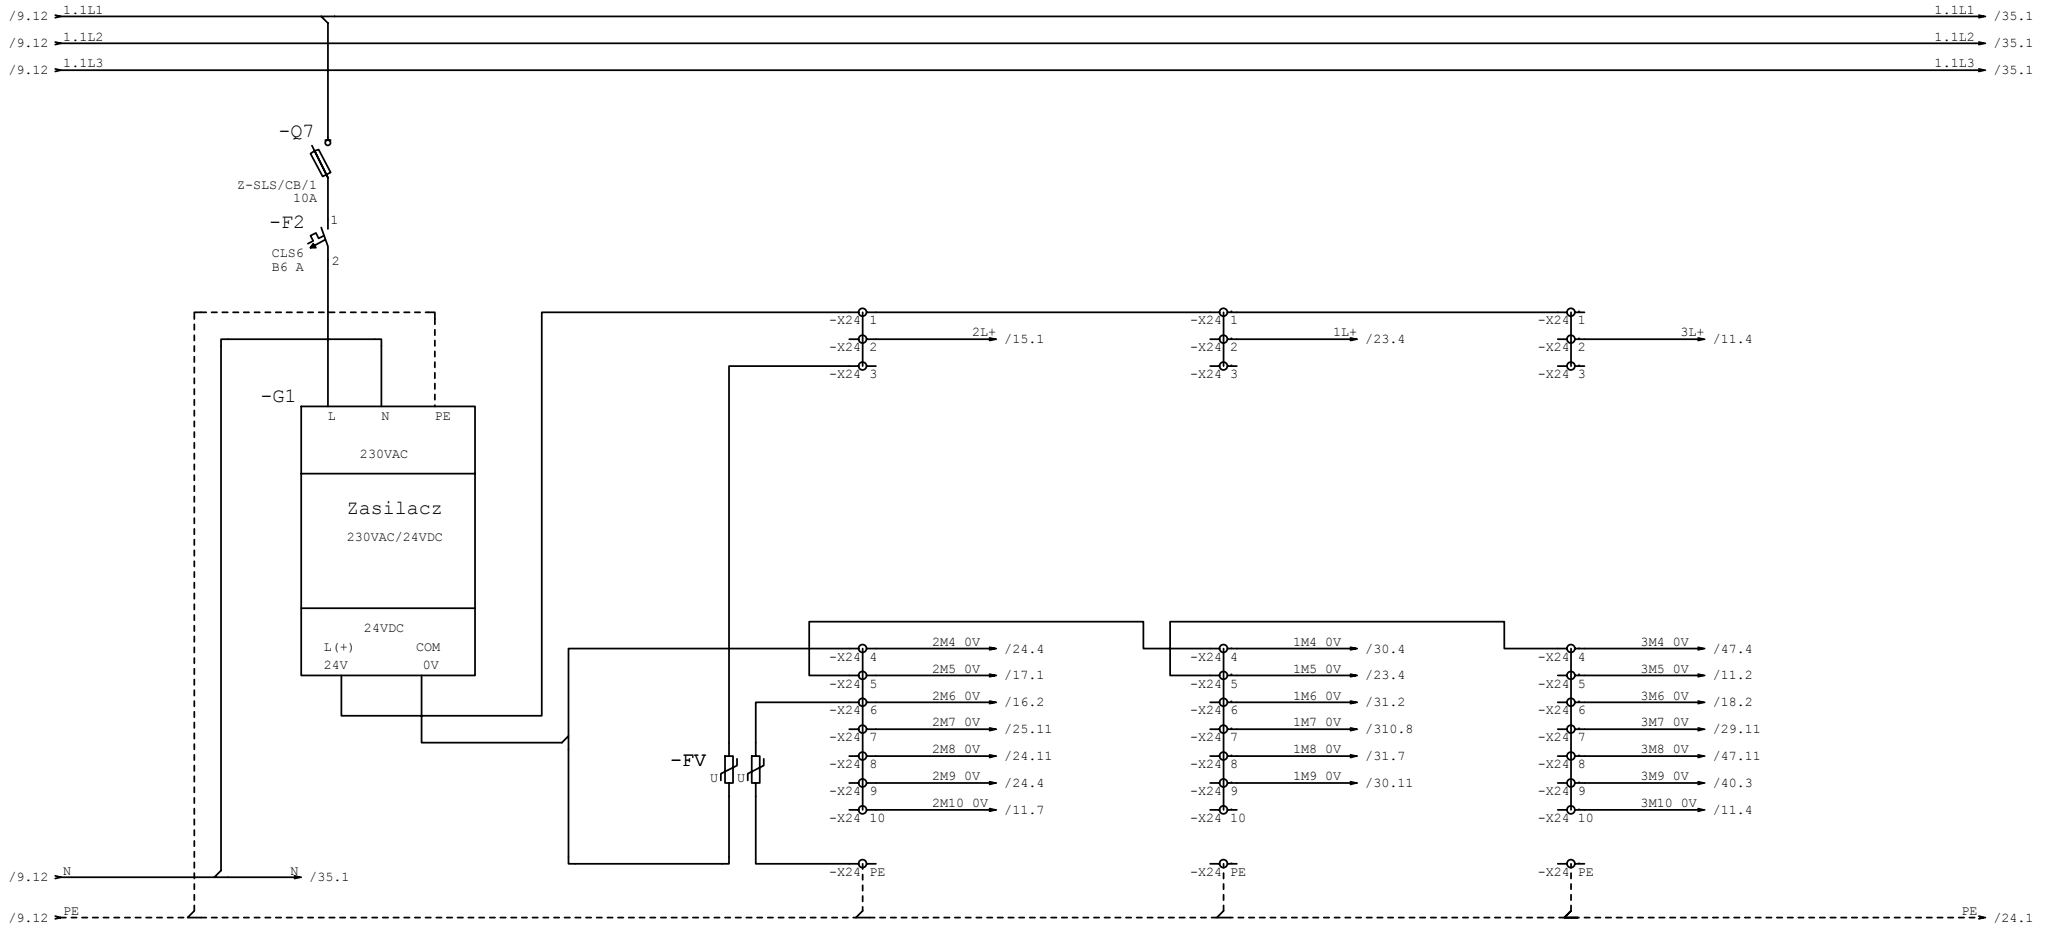 /9.12 1.1L1 1.1L1 /35.1
/9.12 1.1L2 1.1L2 /35.1
/9.12 1.1L3 1.1L3 /35.1
-Q7
Z-SLS/CB/1
10A
-F2 1
CLS6
B6 A 2
-X24 1 -X24 1 -X24 1
2L+ /15.1 1L+ /23.4 3L+ /11.4
-X24 2 -X24 2 -X24 2
-X24 3 -X24 3 -X24 3
-G1
L N PE
230VAC
Zasilacz
230VAC/24VDC
24VDC
L(+) COM
24V 0V
2M4 0V /24.4 1M4 0V /30.4 3M4 0V /47.4
-X24 4 -X24 4 -X24 4
2M5 0V /17.1 1M5 0V /23.4 3M5 0V /11.2
-X24 5 -X24 5 -X24 5
2M6 0V /16.2 1M6 0V /31.2 3M6 0V /18.2
-X24 6 -X24 6 -X24 6
2M7 0V /25.11 1M7 0V /310.8 3M7 0V /29.11
-X24 7 -X24 7 -X24 7
2M8 0V /24.11 1M8 0V /31.7 3M8 0V /47.11
-FV U U -X24 8 -X24 8 -X24 8
2M9 0V /24.4 1M9 0V /30.11 3M9 0V /40.3
-X24 9 -X24 9 -X24 9
2M10 0V /11.7 3M10 0V /11.4
-X24 10 -X24 10 -X24 10
-X24 PE -X24 PE -X24 PE
/9.12 N N /35.1
/9.12 PE PE /24.1